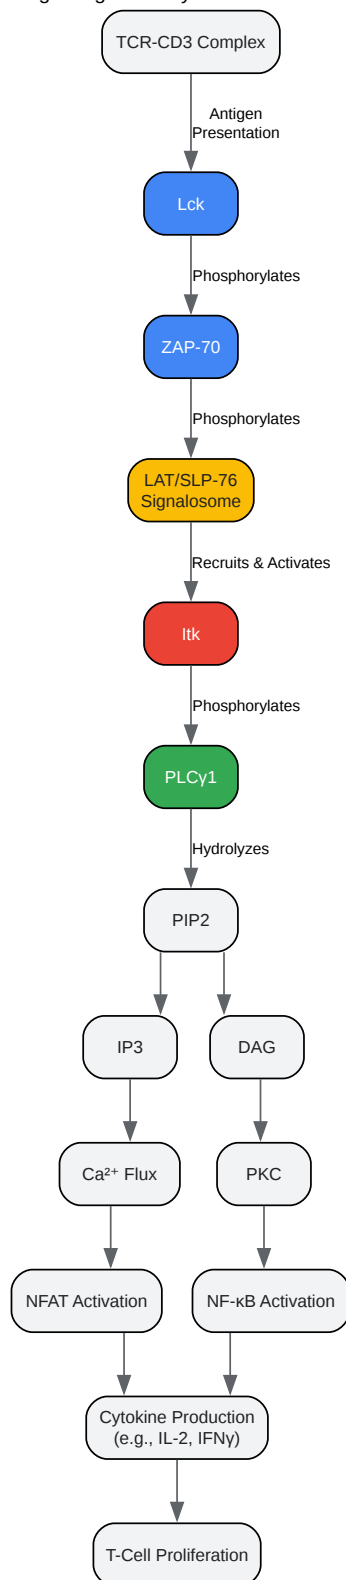 TCR-CD3 Complex
Antigen
Presentation
Lck
Phosphorylates
ZAP-70
Phosphorylates
LAT/SLP-76
Signalosome
Recruits & Activates
Itk
Phosphorylates
PLCγ1
Hydrolyzes
PIP2
IP3
DAG
Ca²⁺ Flux
PKC
NFAT Activation
NF-κB Activation
Cytokine Production
(e.g., IL-2, IFNγ)
T-Cell Proliferation